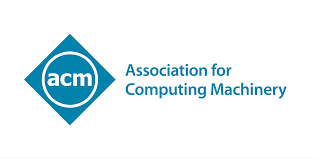 acm
Association for
Computing Machinery